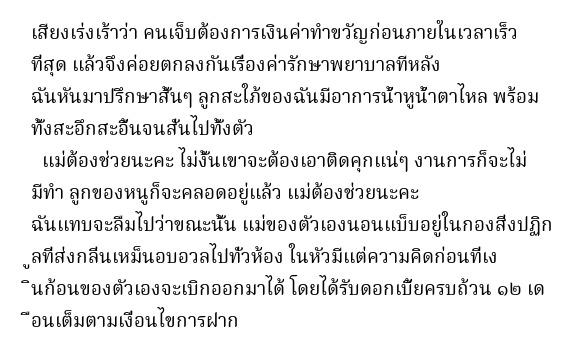 เสียงเร่งเร้าว่า คนเจ็บต้องการเงินค่าทำขวัญก่อนภายในเวลาเร็ว
ที่สุด แล้วจึงค่อยตกลงกันเรื่องค่ารักษาพยาบาลทีหลัง
ฉันหันมาปรึกษาสั้นๆ ลูกสะใภ้ของฉันมีอาการน้ำหูน้ำตาไหล พร้อม
ทั้งสะอึกสะอื้นจนสั่นไปทั้งตัว
แม่ต้องช่วยนะคะ ไม่งั้นเขาจะต้องเอาติดคุกแน่ๆ งานการก็จะไม่
มีทำ ลูกของหนูก็จะคลอดอยู่แล้ว แม่ต้องช่วยนะคะ
ฉันแทบจะลืมไปว่าขณะนั้น แม่ของตัวเองนอนแบ็บอยู่ในกองสิ่งปฏิก
ูลที่ส่งกลิ่นเหม็นอบอวลไปทั่วห้อง ในหัวมีแต่ความคิดก่อนที่เง
ินก้อนของตัวเองจะเบิกออกมาได้ โดยได้รับดอกเบี้ยครบถ้วน ๑๒ เด
ือนเต็มตามเงื่อนไขการฝาก